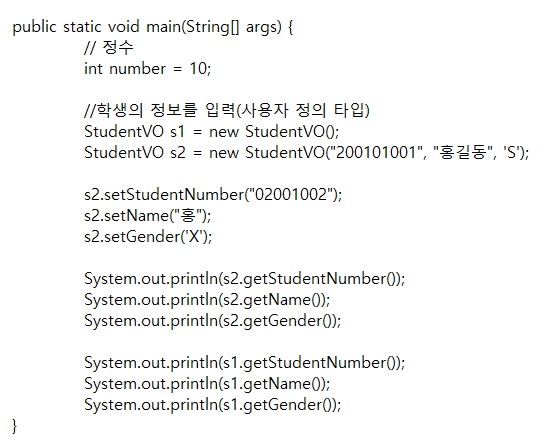 public static void main(String[] args) {
// 정수
int number = 10;
//학생의 정보를 입력(사용자 정의 타입)
StudentVO s1 = new StudentVO();
StudentVO s2 = new StudentVO("200101001", "홍길동", 'S');
s2.setStudentNumber("02001002");
s2.setName("홍");
s2.setGender('X');
System.out.println(s2.getStudentNumber());
System.out.println(s2.getName());
System.out.println(s2.getGender());
System.out.println(s1.getStudentNumber());
System.out.println(s1.getName());
System.out.println(s1.getGender());
}